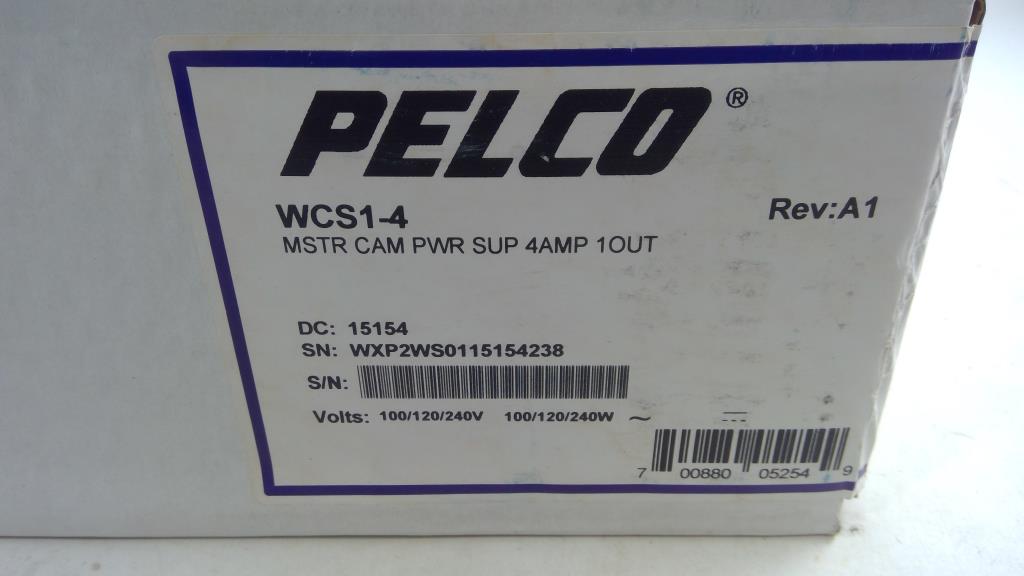 PELCO®
WCS1-4
Rev:A1
MSTR CAM PWR SUP 4AMP 1OUT
DC: 15154
SN: WXP2WS0115154238
S/N:
Volts: 100/120/240V 100/120/240W ~
7 00880 05254 9